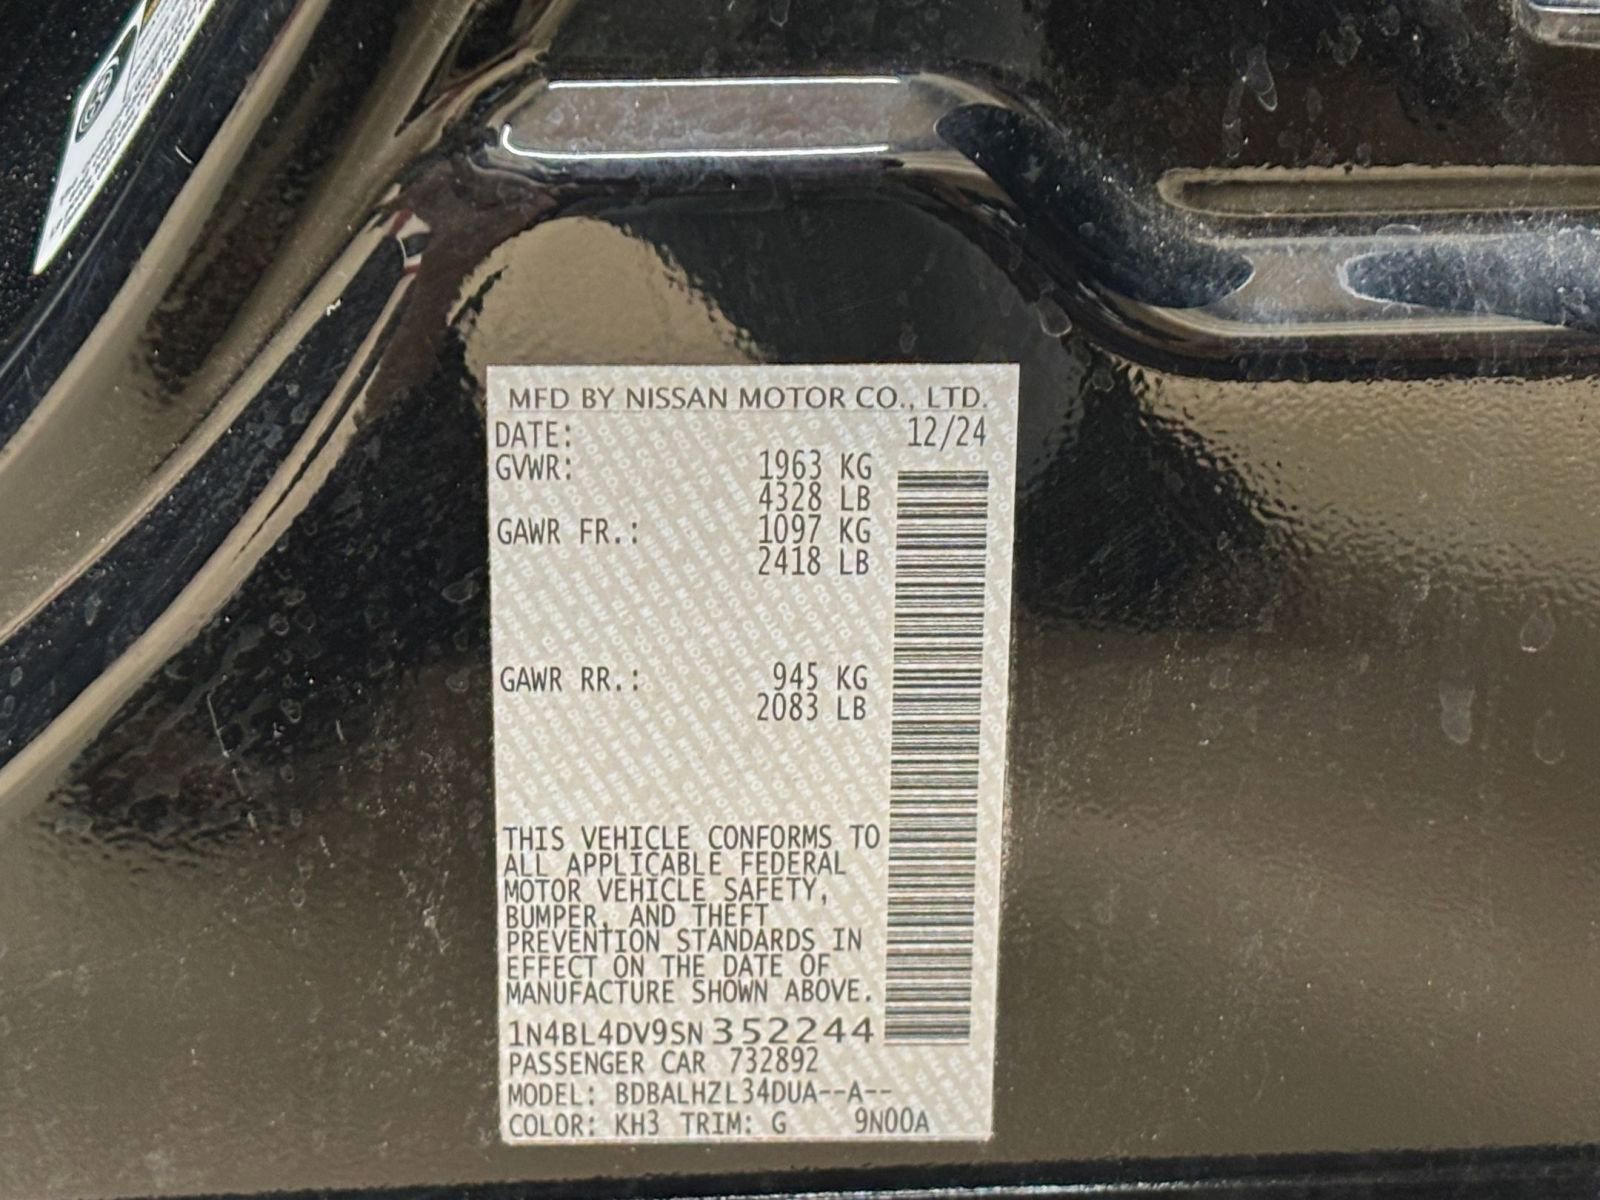 MFD BY NISSAN MOTOR CO., LTD.
DATE: 12/24
GVWR: 1963 KG
4328 LB
GAWR FR.: 1097 KG
2418 LB
GAWR RR.: 945 KG
2083 LB
THIS VEHICLE CONFORMS TO
ALL APPLICABLE FEDERAL
MOTOR VEHICLE SAFETY,
BUMPER, AND THEFT
PREVENTION STANDARDS IN
EFFECT ON THE DATE OF
MANUFACTURE SHOWN ABOVE.
1N4BL4DV9SN352244
PASSENGER CAR 732892
MODEL: BDBALHZL34DUA--A--
COLOR: KH3 TRIM: G 9N00A